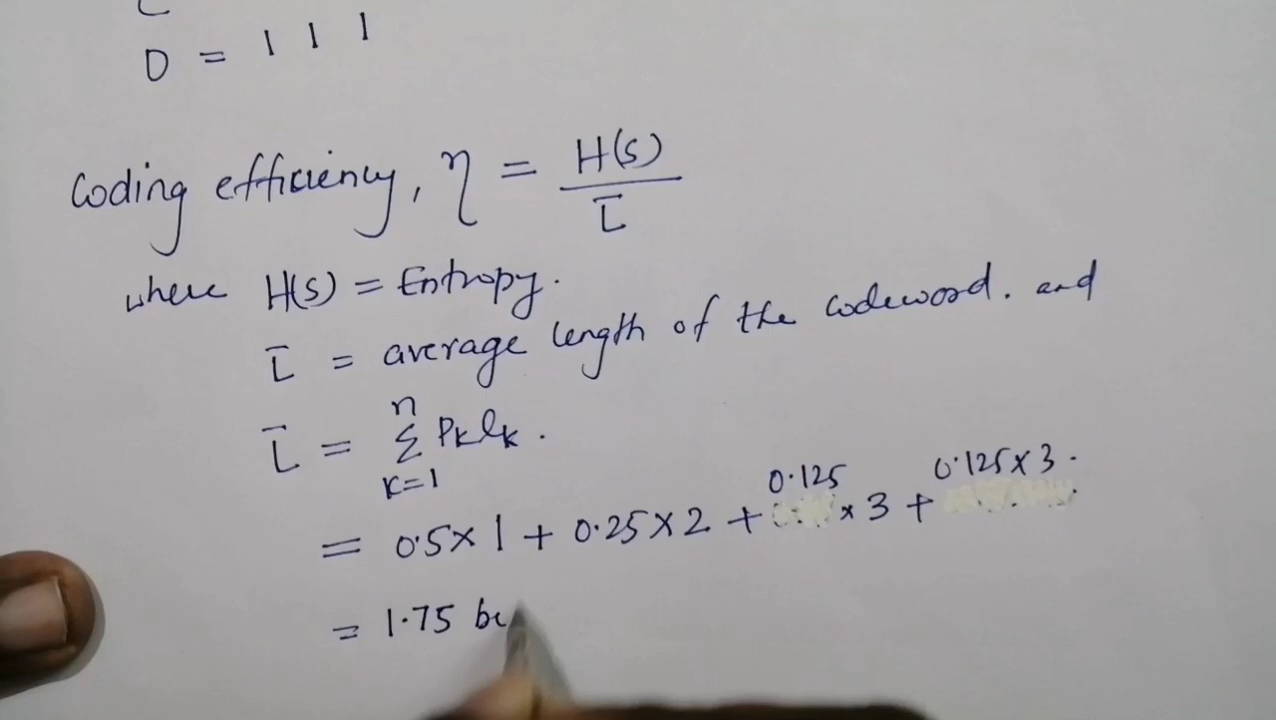 D = 1 1 1
Coding efficiency, η = H(s) / L̄
where H(s) = Entropy.
L̄ = average length of the codeword. and
L̄ = n Σ K=1 PₖLₖ.
0.125 0.125 x 3.
= 0.5 x 1 + 0.25 x 2 + x 3 +
= 1.75 bi